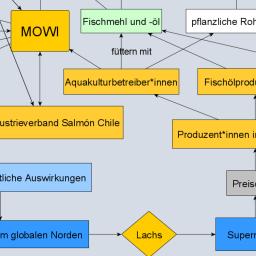 MOWI
Fischmehl und -öl
pflanzliche Roh
füttern mit
Aquakulturbetreiber*innen
Fischölprodu
ustrieverband Salmón Chile
Produzent*innen i
tliche Auswirkungen
Preis
m globalen Norden
Lachs
Superm